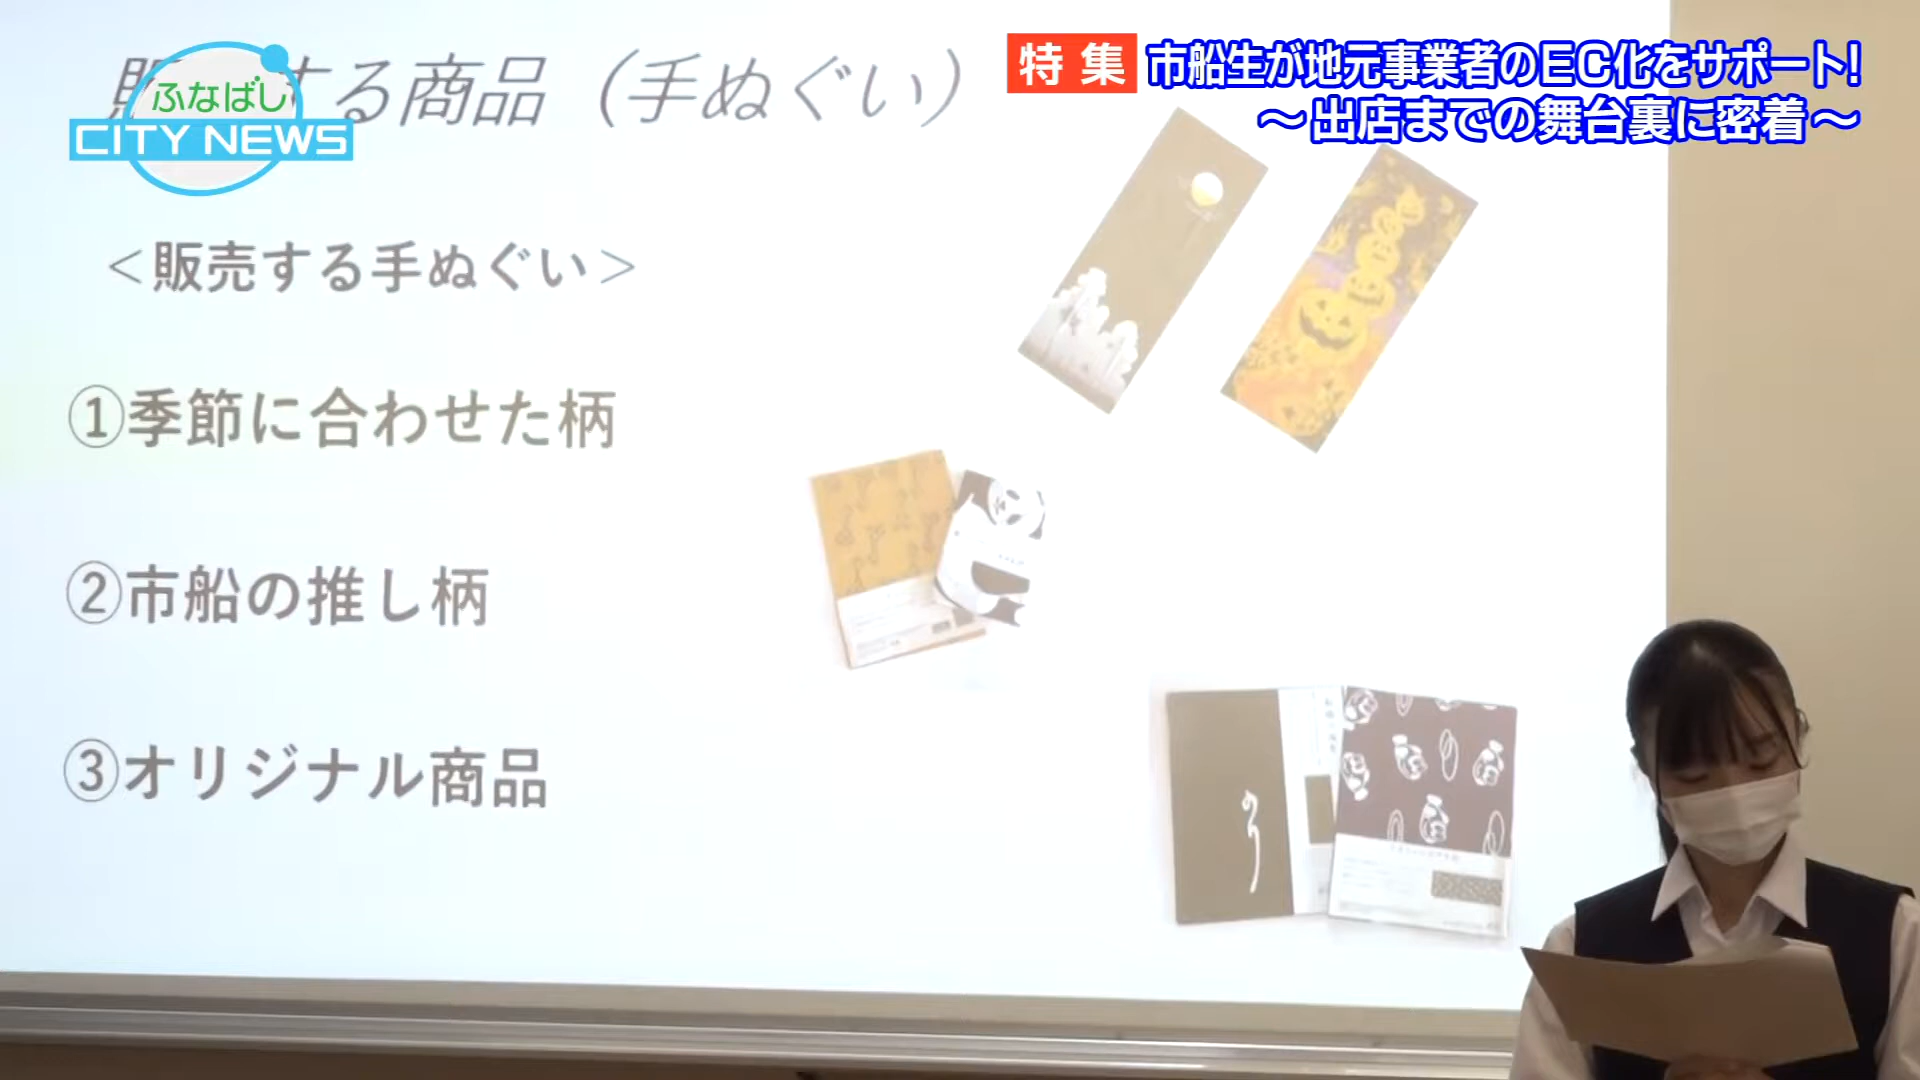 販売する商品（手ぬぐい）
ふなばし
CITY NEWS
特集 市船生が地元事業者のEC化をサポート!
～出店までの舞台裏に密着～
＜販売する手ぬぐい＞
①季節に合わせた柄
②市船の推し柄
③オリジナル商品